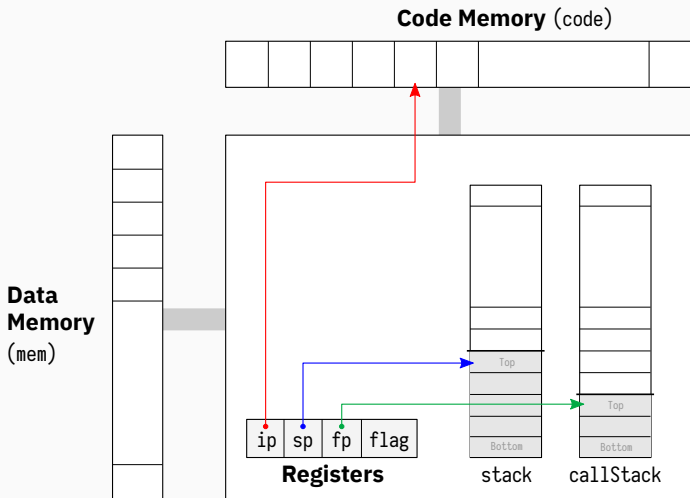 Code Memory (code)
Data
Memory
(mem)
Top
Top
Bottom
Bottom
ip sp fp flag
Registers
stack
callStack